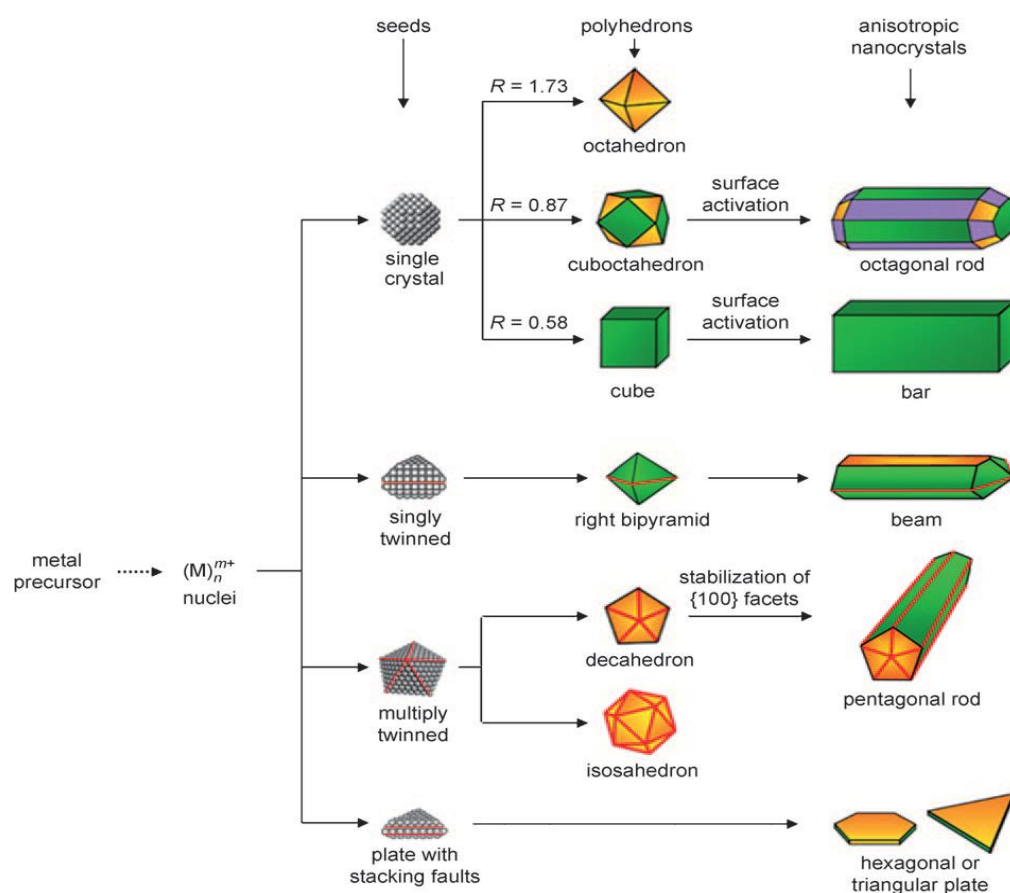 seeds
polyhedrons
anisotropic
nanocrystals
R = 1.73
octahedron
single
crystal
R = 0.87
cuboctahedron
surface
activation
octagonal rod
R = 0.58
cube
surface
activation
bar
singly
twinned
right bipyramid
beam
metal
precursor
(M)ₙᵐ⁺
nuclei
multiply
twinned
decahedron
stabilization of
{100} facets
pentagonal rod
isosahedron
plate with
stacking faults
hexagonal or
triangular plate